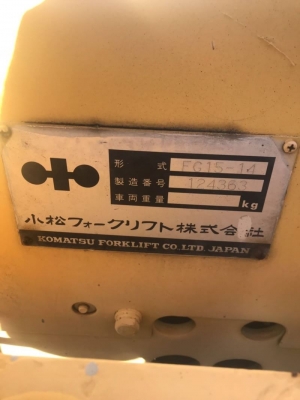 形式 FG15-14
製造番号 124363
車両重量 kg
小松フォークリフト株式会社
KOMATSU FORKLIFT CO.LTD. JAPAN